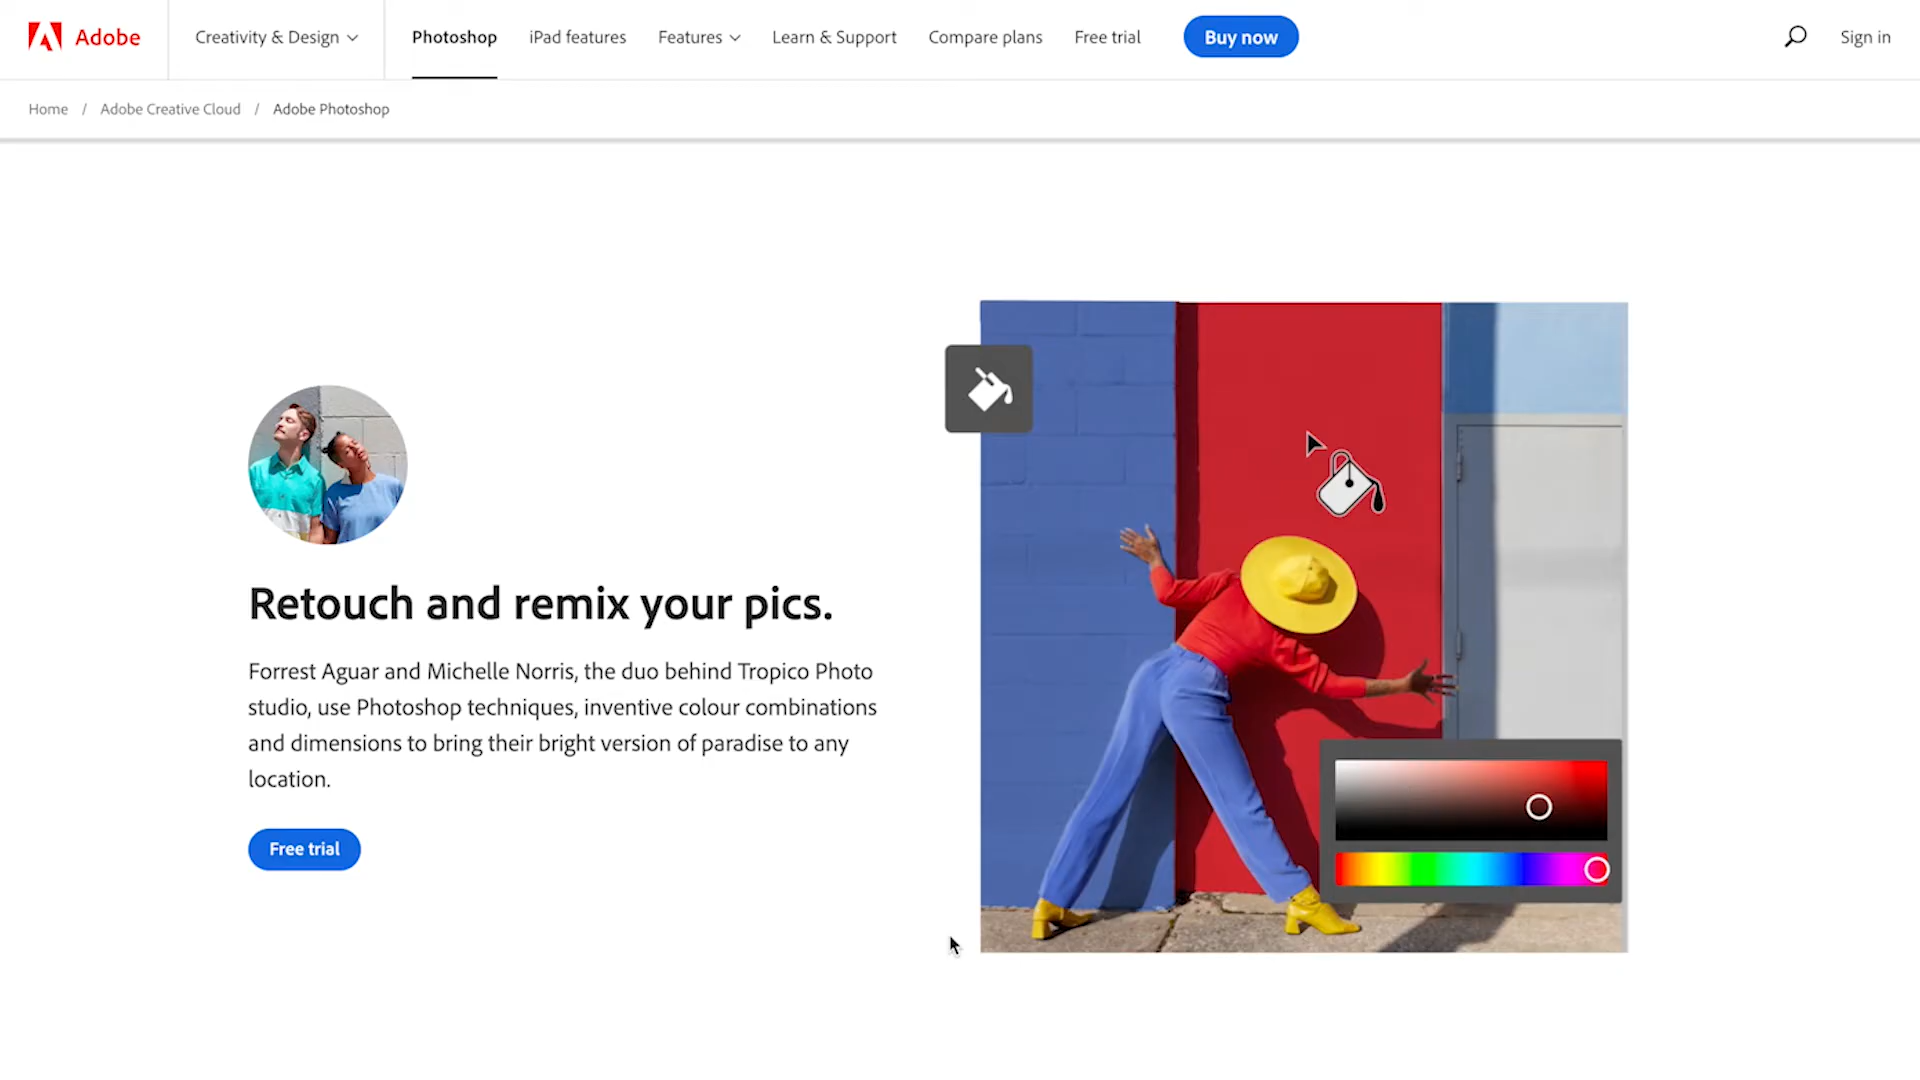 Adobe
Creativity & Design
Photoshop
iPad features
Features
Learn & Support
Compare plans
Free trial
Buy now
Sign in
Home / Adobe Creative Cloud / Adobe Photoshop
Retouch and remix your pics.
Forrest Aguar and Michelle Norris, the duo behind Tropico Photo
studio, use Photoshop techniques, inventive colour combinations
and dimensions to bring their bright version of paradise to any
location.
Free trial